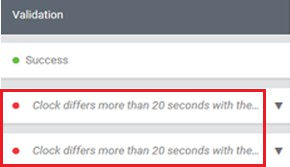 Validation
Success
Clock differs more than 20 seconds with the...
Clock differs more than 20 seconds with the...